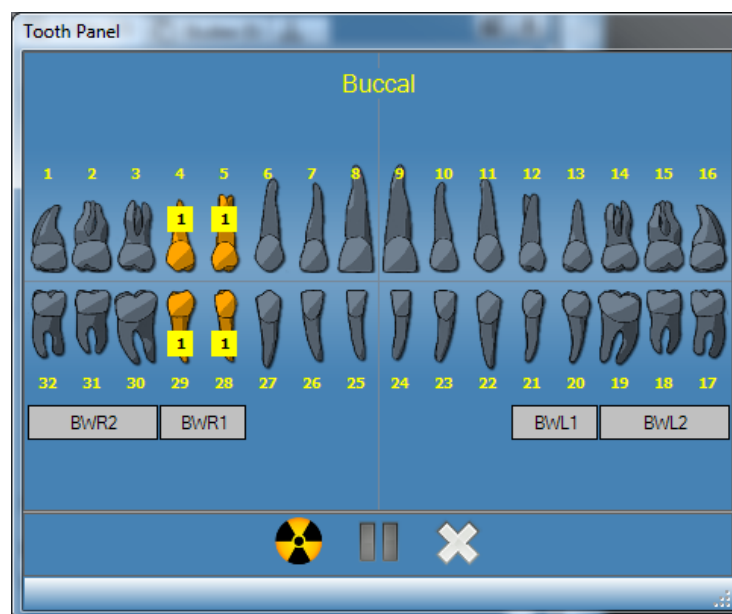 Tooth Panel
Buccal
1 2 3 4 5 6 7 8 9 10 11 12 13 14 15 16
1 1
1 1
32 31 30 29 28 27 26 25 24 23 22 21 20 19 18 17
BWR2 BWR1 BWL1 BWL2